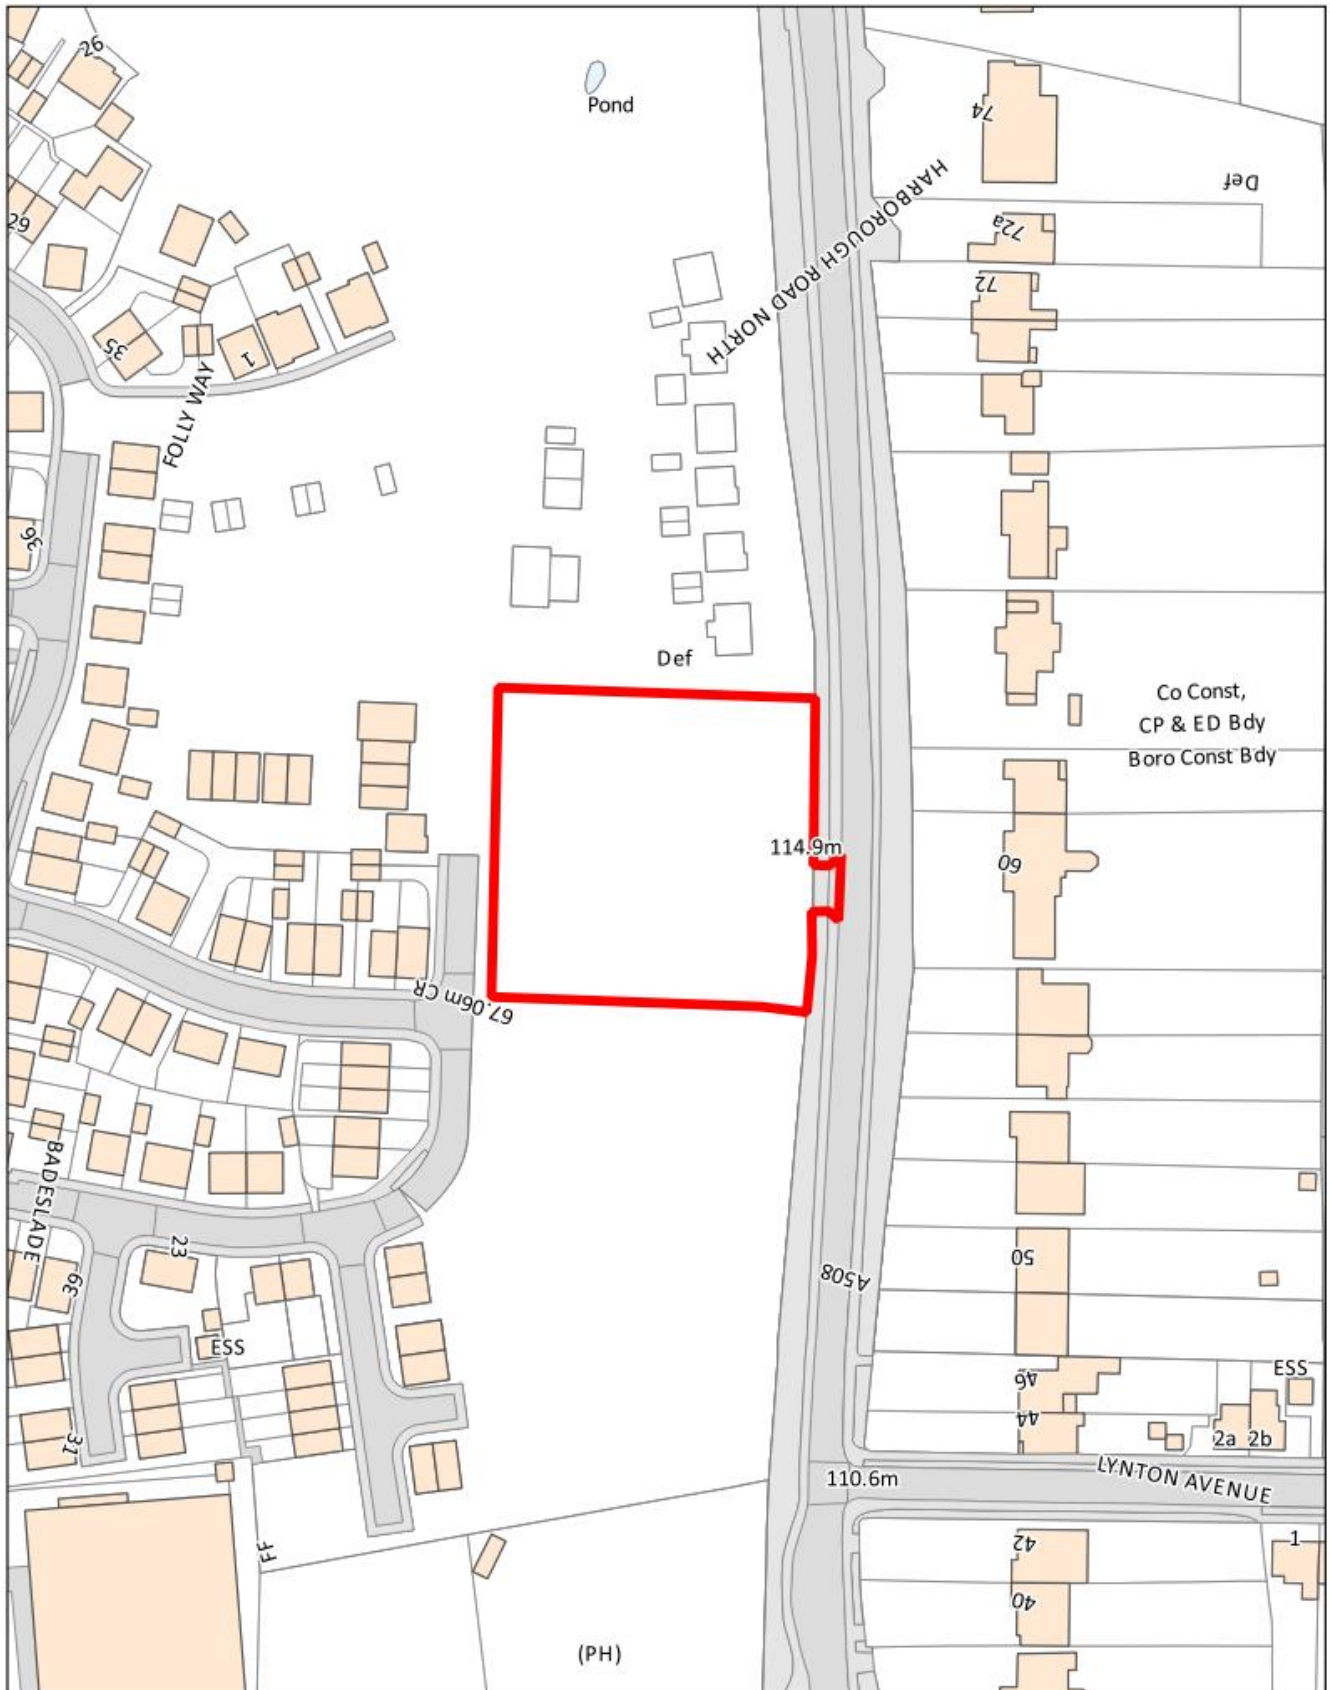 26
Pond
74
Def
29
72a
HARBOROUGH ROAD NORTH
72
35
1
FOLLY WAY
36
Def
Co Const,
CP & ED Bdy
Boro Const Bdy
114.9m
60
67.06m CR
BADESLADE
23
39
50
A508
ESS
46
ESS
44
31
2a 2b
110.6m
LYNTON AVENUE
FF
42
1
40
(PH)